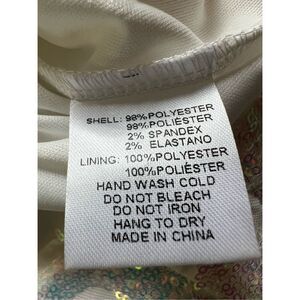 SHELL: 98%POLYESTER
98%POLIÉSTER
2% SPANDEX
2% ELASTANO
LINING: 100%POLYESTER
100%POLIÉSTER
HAND WASH COLD
DO NOT BLEACH
DO NOT IRON
HANG TO DRY
MADE IN CHINA